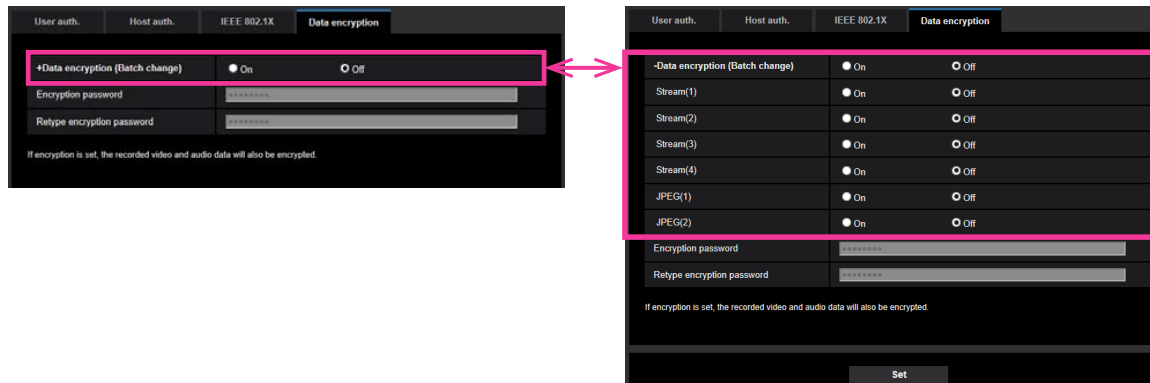 User auth. Host auth. IEEE 802.1X Data encryption
+Data encryption (Batch change) On Off
Encryption password
Retype encryption password
If encryption is set, the recorded video and audio data will also be encrypted.
User auth. Host auth. IEEE 802.1X Data encryption
-Data encryption (Batch change) On Off
Stream(1) On Off
Stream(2) On Off
Stream(3) On Off
Stream(4) On Off
JPEG(1) On Off
JPEG(2) On Off
Encryption password
Retype encryption password
If encryption is set, the recorded video and audio data will also be encrypted.
Set